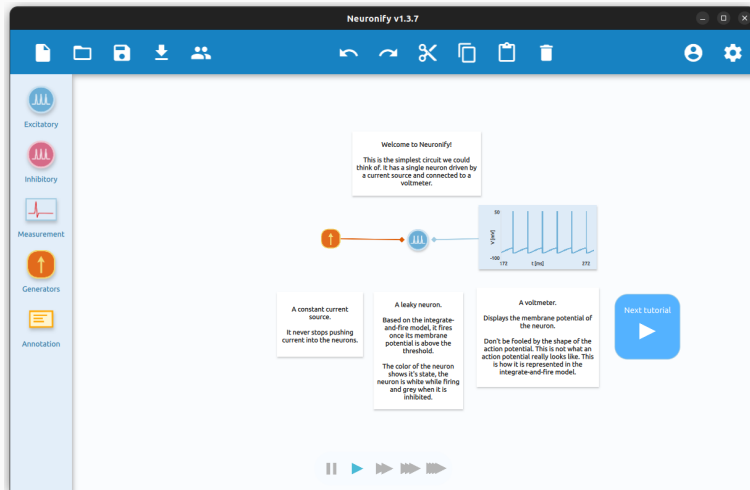 Neuronify v1.3.7
Excitatory
Inhibitory
Measurement
Generators
Annotation
Welcome to Neuronify!
This is the simplest circuit we could
think of. It has a single neuron driven by
a current source and connected to a
voltmeter.
50
V [mV]
-100
172
t [ms]
272
A constant current
source.
It never stops pushing
current into the neurons.
A leaky neuron.
Based on the integrate-
and-fire model, it fires
once its membrane
potential is above the
threshold.
The color of the neuron
shows it's state, the
neuron is white while firing
and grey when it is
inhibited.
A voltmeter.
Displays the membrane potential of
the neuron.
Don't be fooled by the shape of the
action potential. This is not what an
action potential really looks like. This
is how it is represented in the
integrate-and-fire model.
Next tutorial